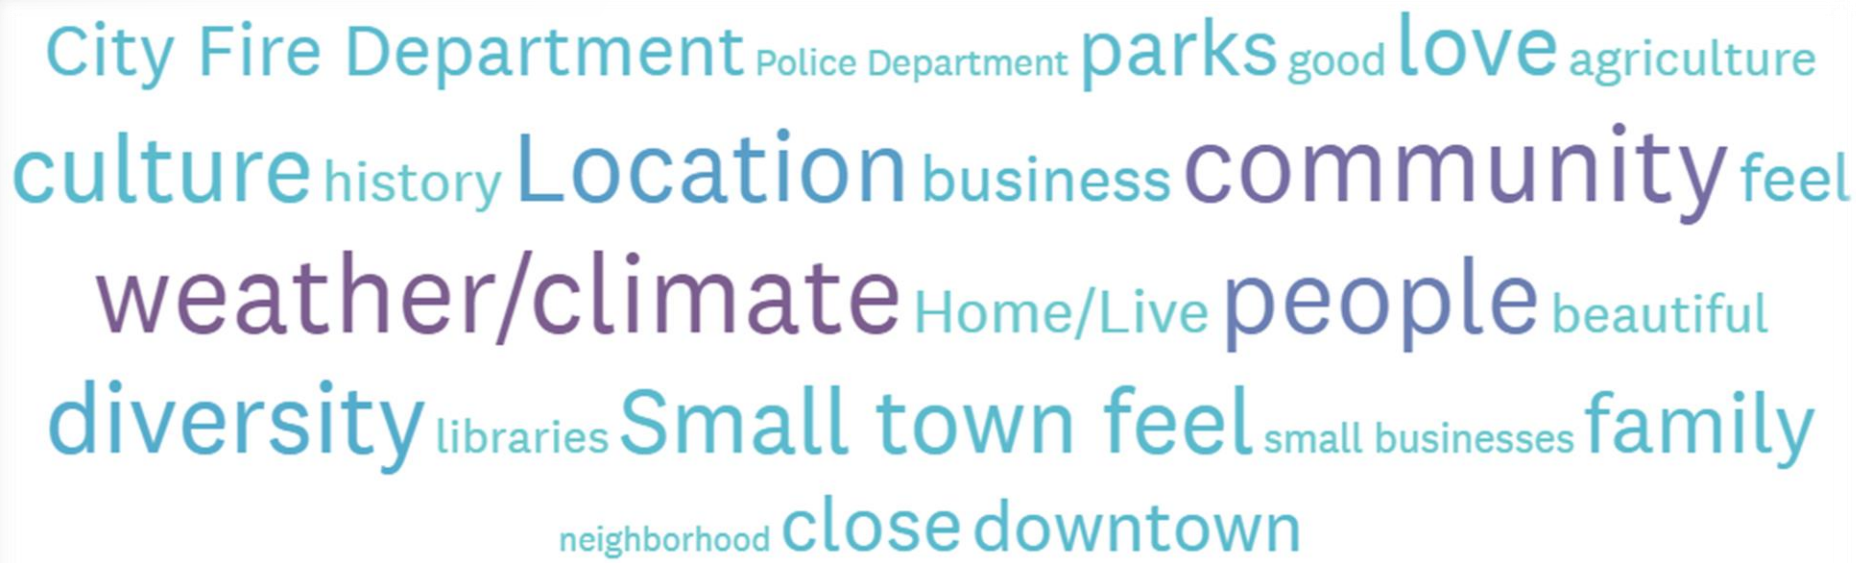 City Fire Department Police Department parks good love agriculture
culture history Location business community feel
weather/climate Home/Live people beautiful
diversity libraries Small town feel small businesses family
neighborhood close downtown